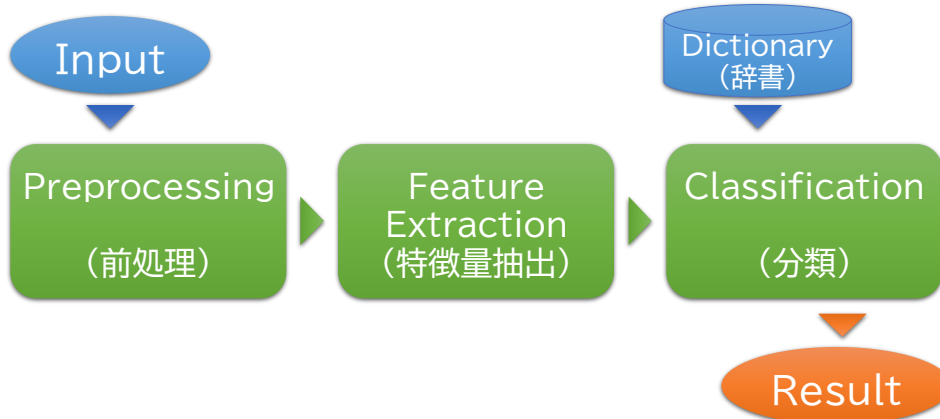 Input
Dictionary
（辞書）
Preprocessing
（前処理）
Feature
Extraction
（特徴量抽出）
Classification
（分類）
Result